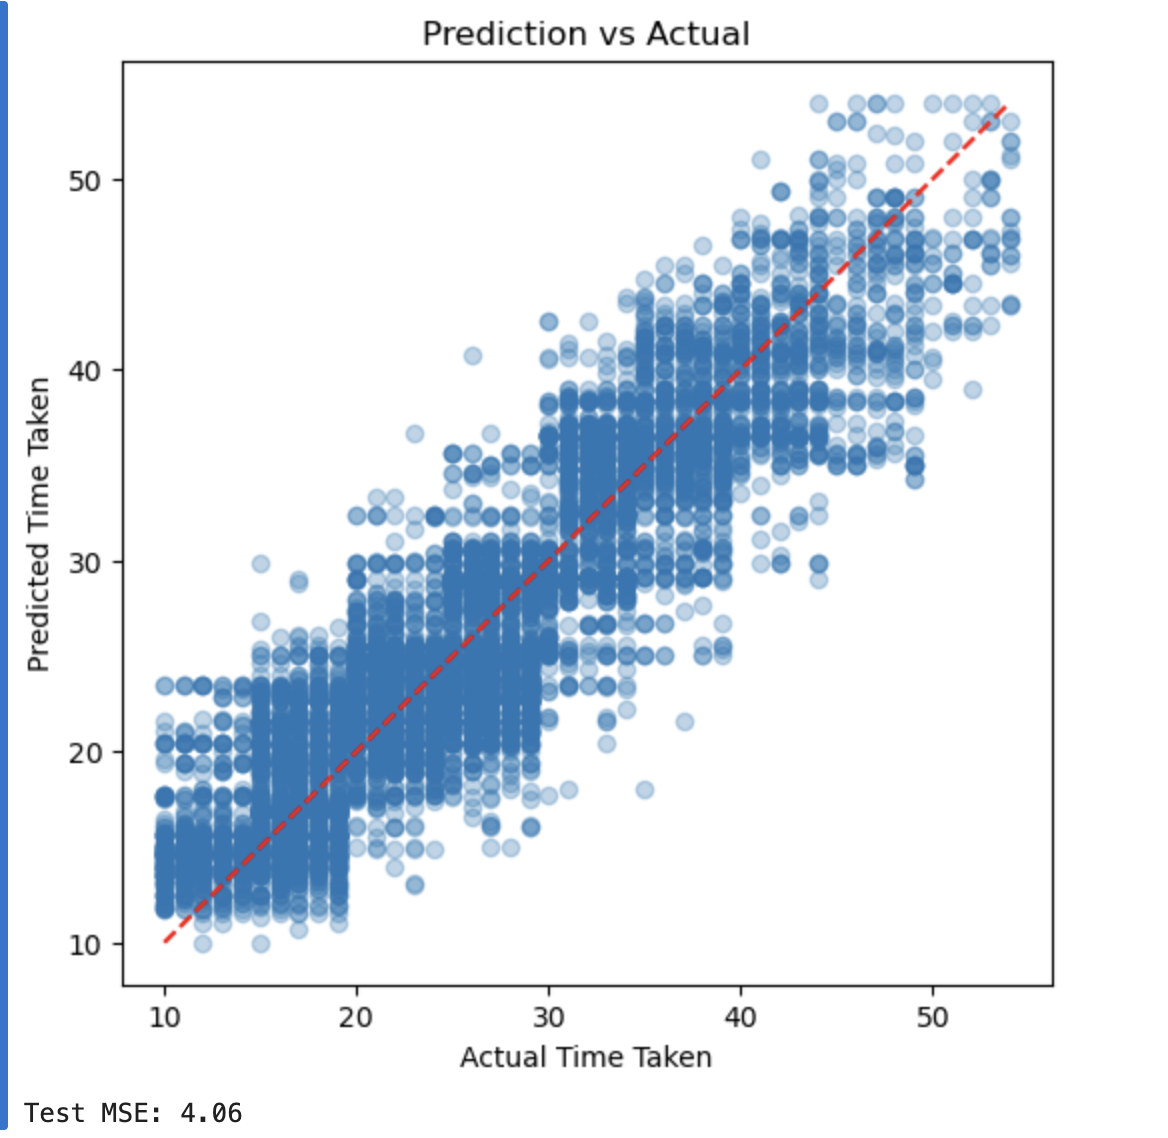 Prediction vs Actual
50
40
30
20
10
Predicted Time Taken
10 20 30 40 50
Actual Time Taken
Test MSE: 4.06